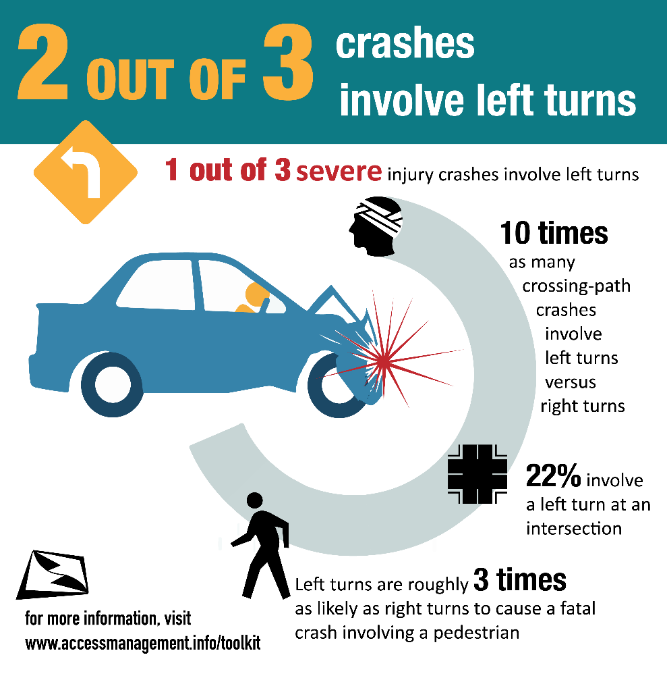 2 OUT OF 3 crashes
involve left turns
1 out of 3 severe injury crashes involve left turns
10 times
as many
crossing-path
crashes
involve
left turns
versus
right turns
22% involve
a left turn at an
intersection
Left turns are roughly 3 times
as likely as right turns to cause a fatal
crash involving a pedestrian
for more information, visit
www.accessmanagement.info/toolkit